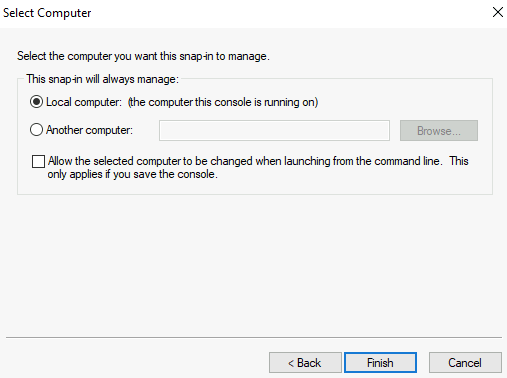 Select Computer
Select the computer you want this snap-in to manage.
This snap-in will always manage:
Local computer:  (the computer this console is running on)
Another computer:
Browse...
Allow the selected computer to be changed when launching from the command line.  This
only applies if you save the console.
< Back
Finish
Cancel